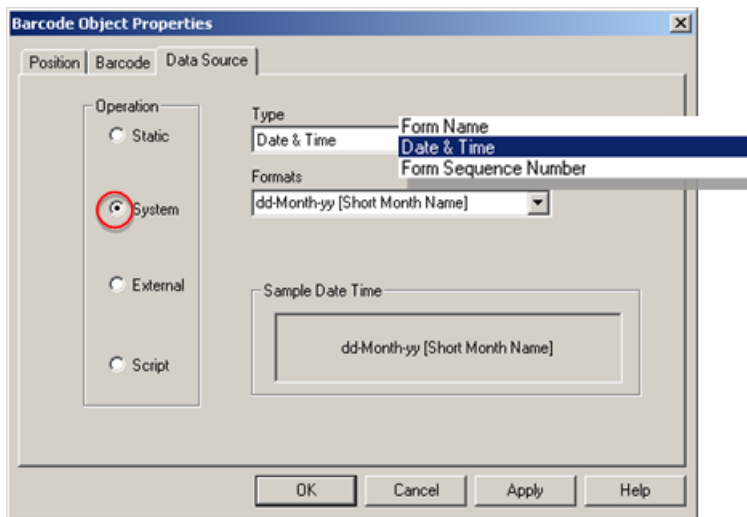 Barcode Object Properties
Position Barcode Data Source
Operation
Static
System
External
Script
Type
Date & Time
Form Name
Date & Time
Form Sequence Number
Formats
dd-Month-yy [Short Month Name]
Sample Date Time
dd-Month-yy [Short Month Name]
OK Cancel Apply Help